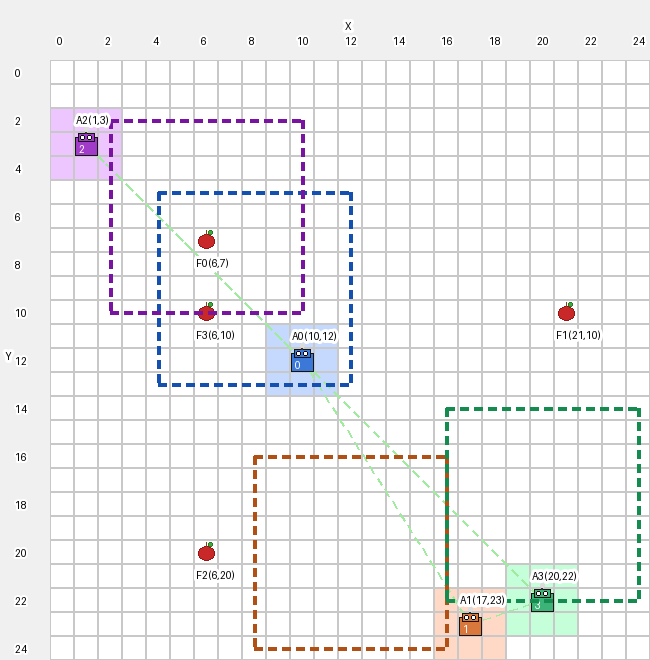 X
0 2 4 6 8 10 12 14 16 18 20 22 24
0
2
A2(1,3)
2
4
6
F0(6,7)
8
10
F3(6,10)
F1(21,10)
A0(10,12)
Y
12
0
14
16
18
20
F2(6,20)
A3(20,22)
22
3
A1(17,23)
1
24